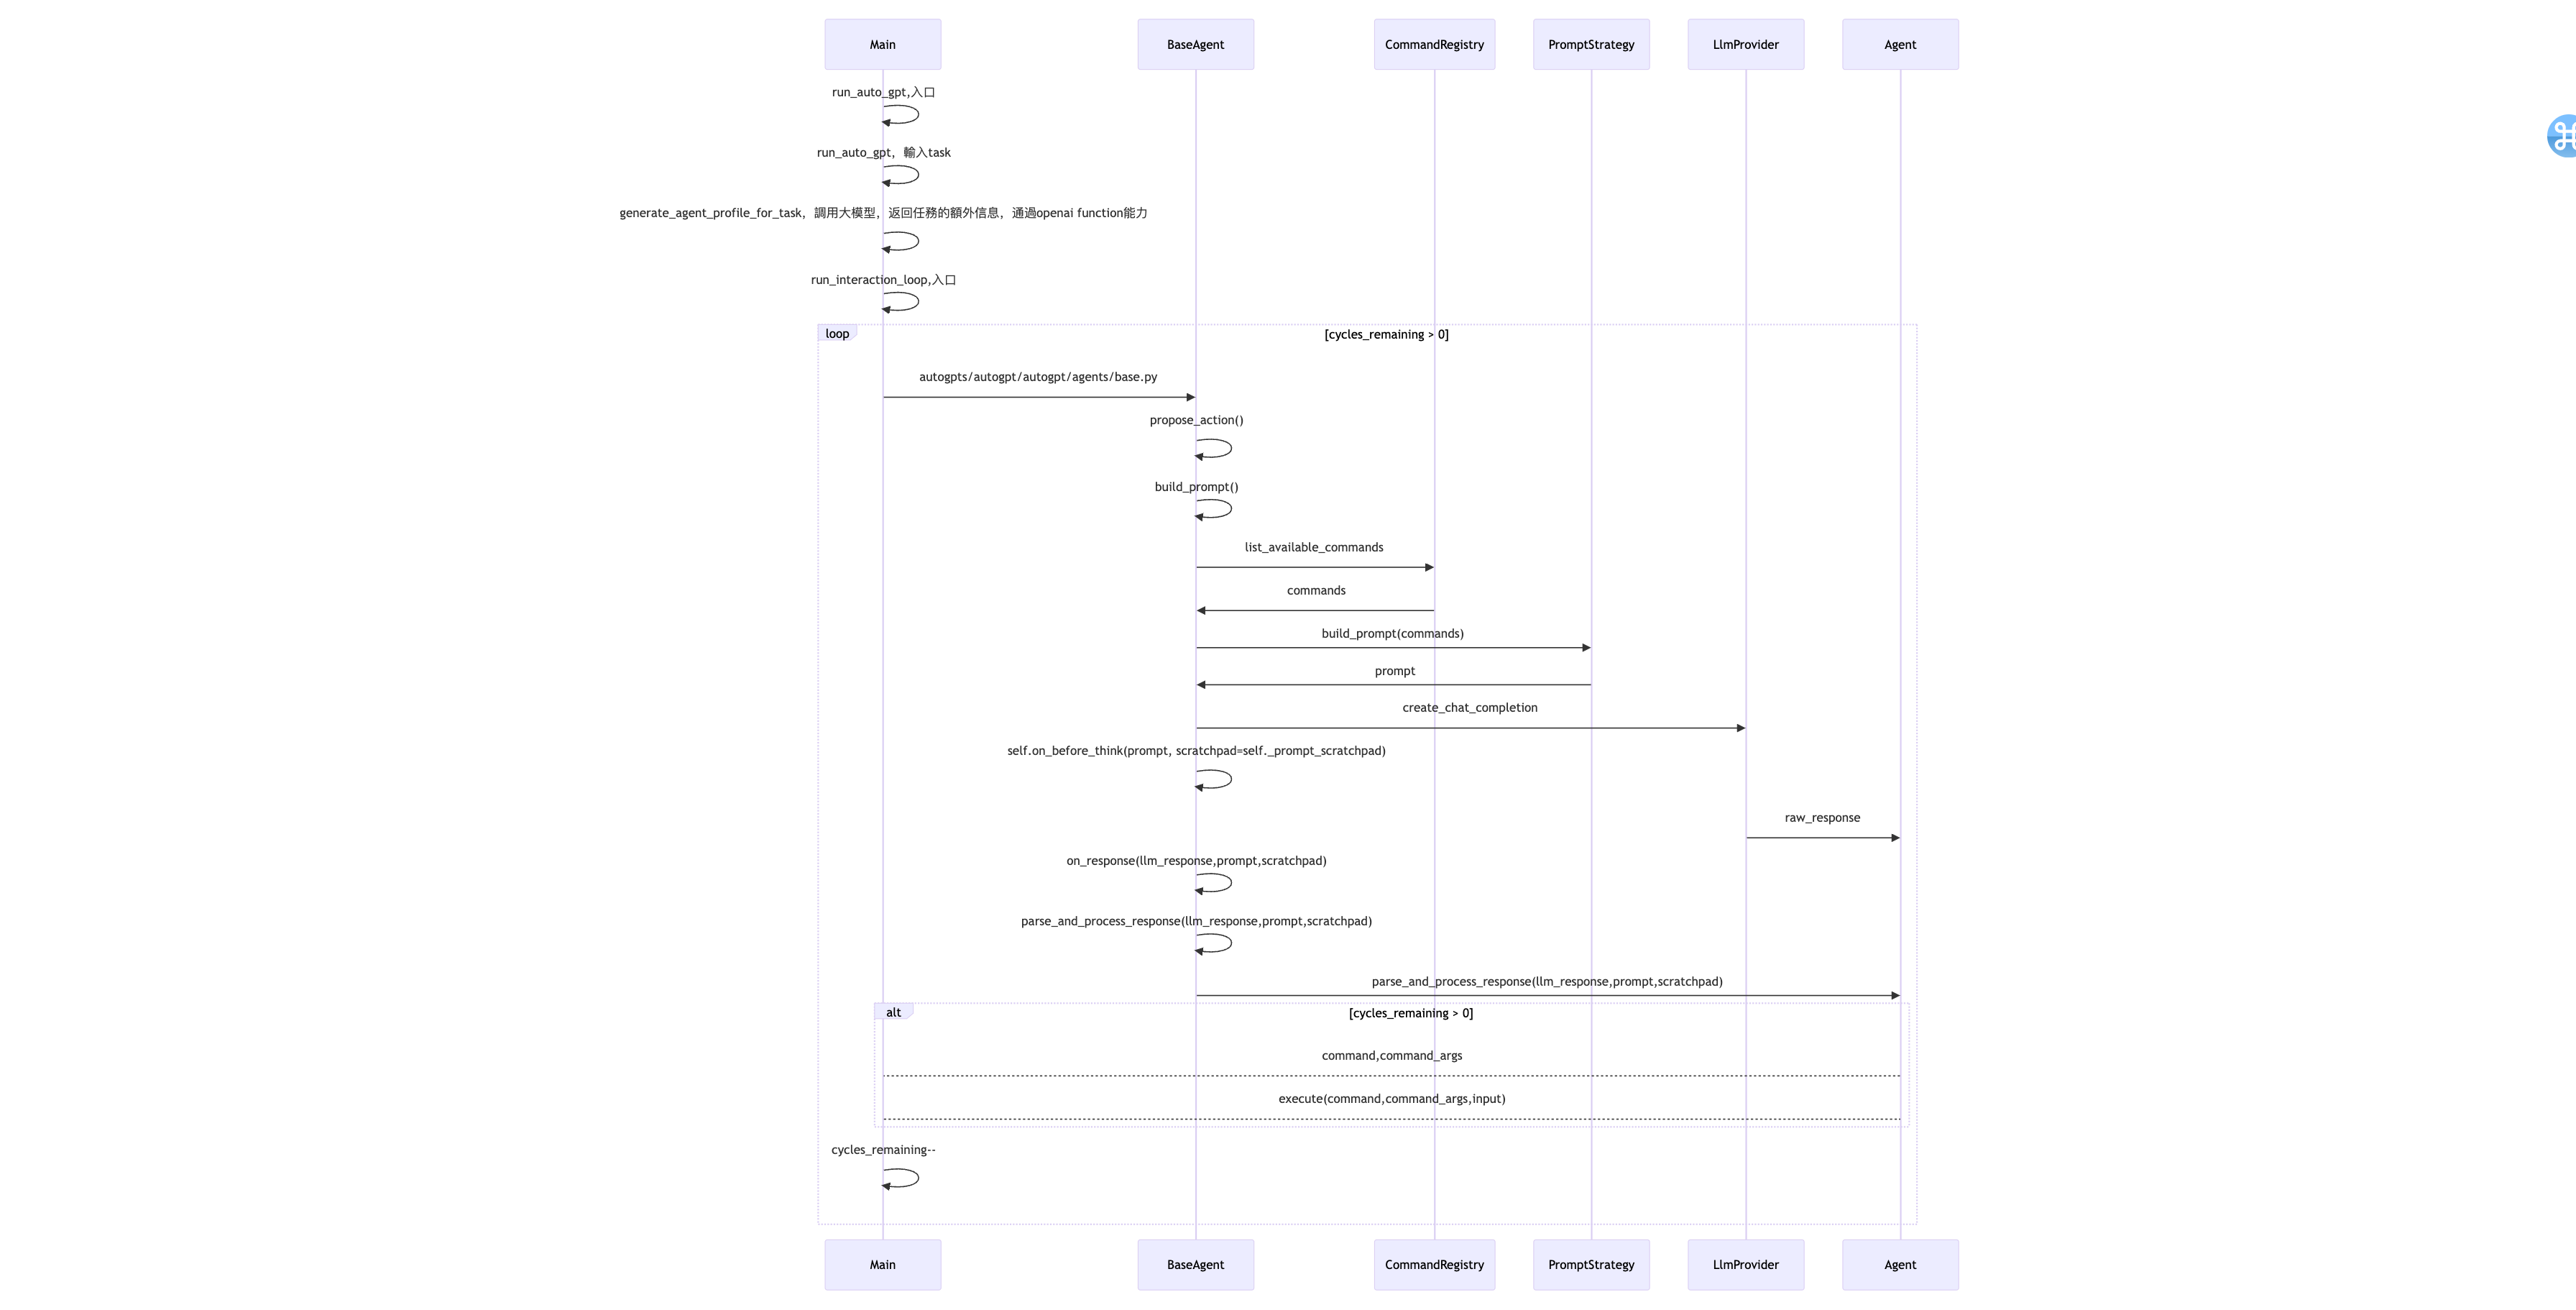 Main
BaseAgent
CommandRegistry
PromptStrategy
LlmProvider
Agent
run_auto_gpt,入口
run_auto_gpt，輸入task
generate_agent_profile_for_task，調用大模型，返回任務的額外信息，通過openai function能力
run_interaction_loop,入口
loop
[cycles_remaining > 0]
autogpts/autogpt/autogpt/agents/base.py
propose_action()
build_prompt()
list_available_commands
commands
build_prompt(commands)
prompt
create_chat_completion
self.on_before_think(prompt, scratchpad=self._prompt_scratchpad)
raw_response
on_response(llm_response,prompt,scratchpad)
parse_and_process_response(llm_response,prompt,scratchpad)
parse_and_process_response(llm_response,prompt,scratchpad)
alt
[cycles_remaining > 0]
command,command_args
execute(command,command_args,input)
cycles_remaining--
Main
BaseAgent
CommandRegistry
PromptStrategy
LlmProvider
Agent